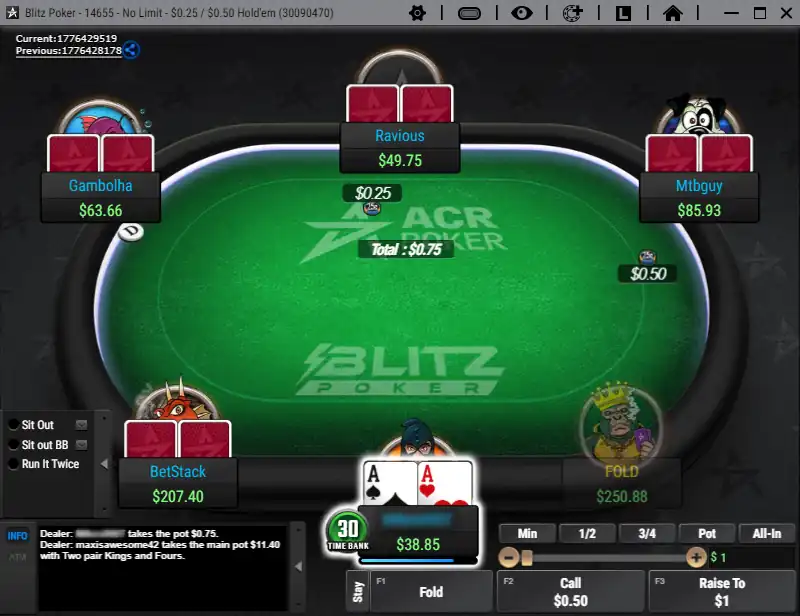 Blitz Poker - 14655 - No Limit - $0.25 / $0.50 Hold'em (30090470)
L
Current:1776429519
Previous:1776428178
Ravious
$49.75
Gambolha
$63.66
Mtbguy
$85.93
D
$0.25
25¢
ACR
POKER
Total : $0.75
$0.50
BLITZ
POKER
Sit Out
Sit out BB
Run It Twice
BetStack
$207.40
A A
FOLD
$250.88
30
TIME BANK
$38.85
INFO
Dealer: takes the pot $0.75.
Dealer: maxisawesome42 takes the main pot $11.40
with Two pair Kings and Fours.
Min 1/2 3/4 Pot All-In
$ 1
Stay
F1 Fold
F2 Call
$0.50
F3 Raise To
$1